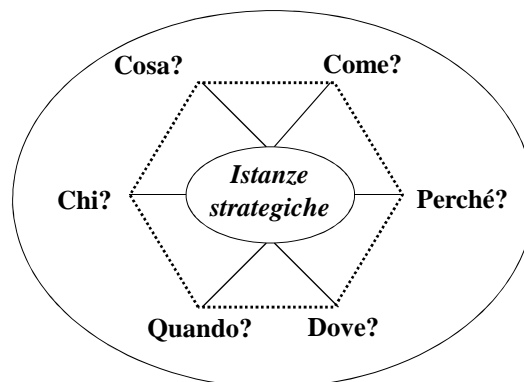 Cosa? Come?
Istanze
Chi? strategiche Perché?
Quando? Dove?